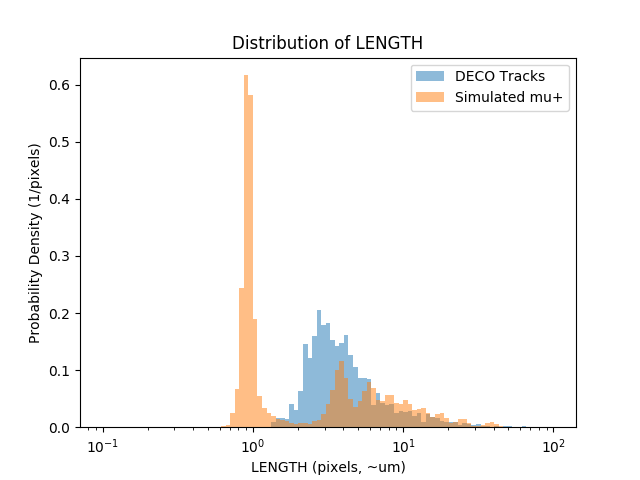 Distribution of LENGTH
DECO Tracks
Simulated mu+
Probability Density (1/pixels)
0.6
0.5
0.4
0.3
0.2
0.1
0.0
10⁻¹
10⁰
10¹
10²
LENGTH (pixels, ~um)